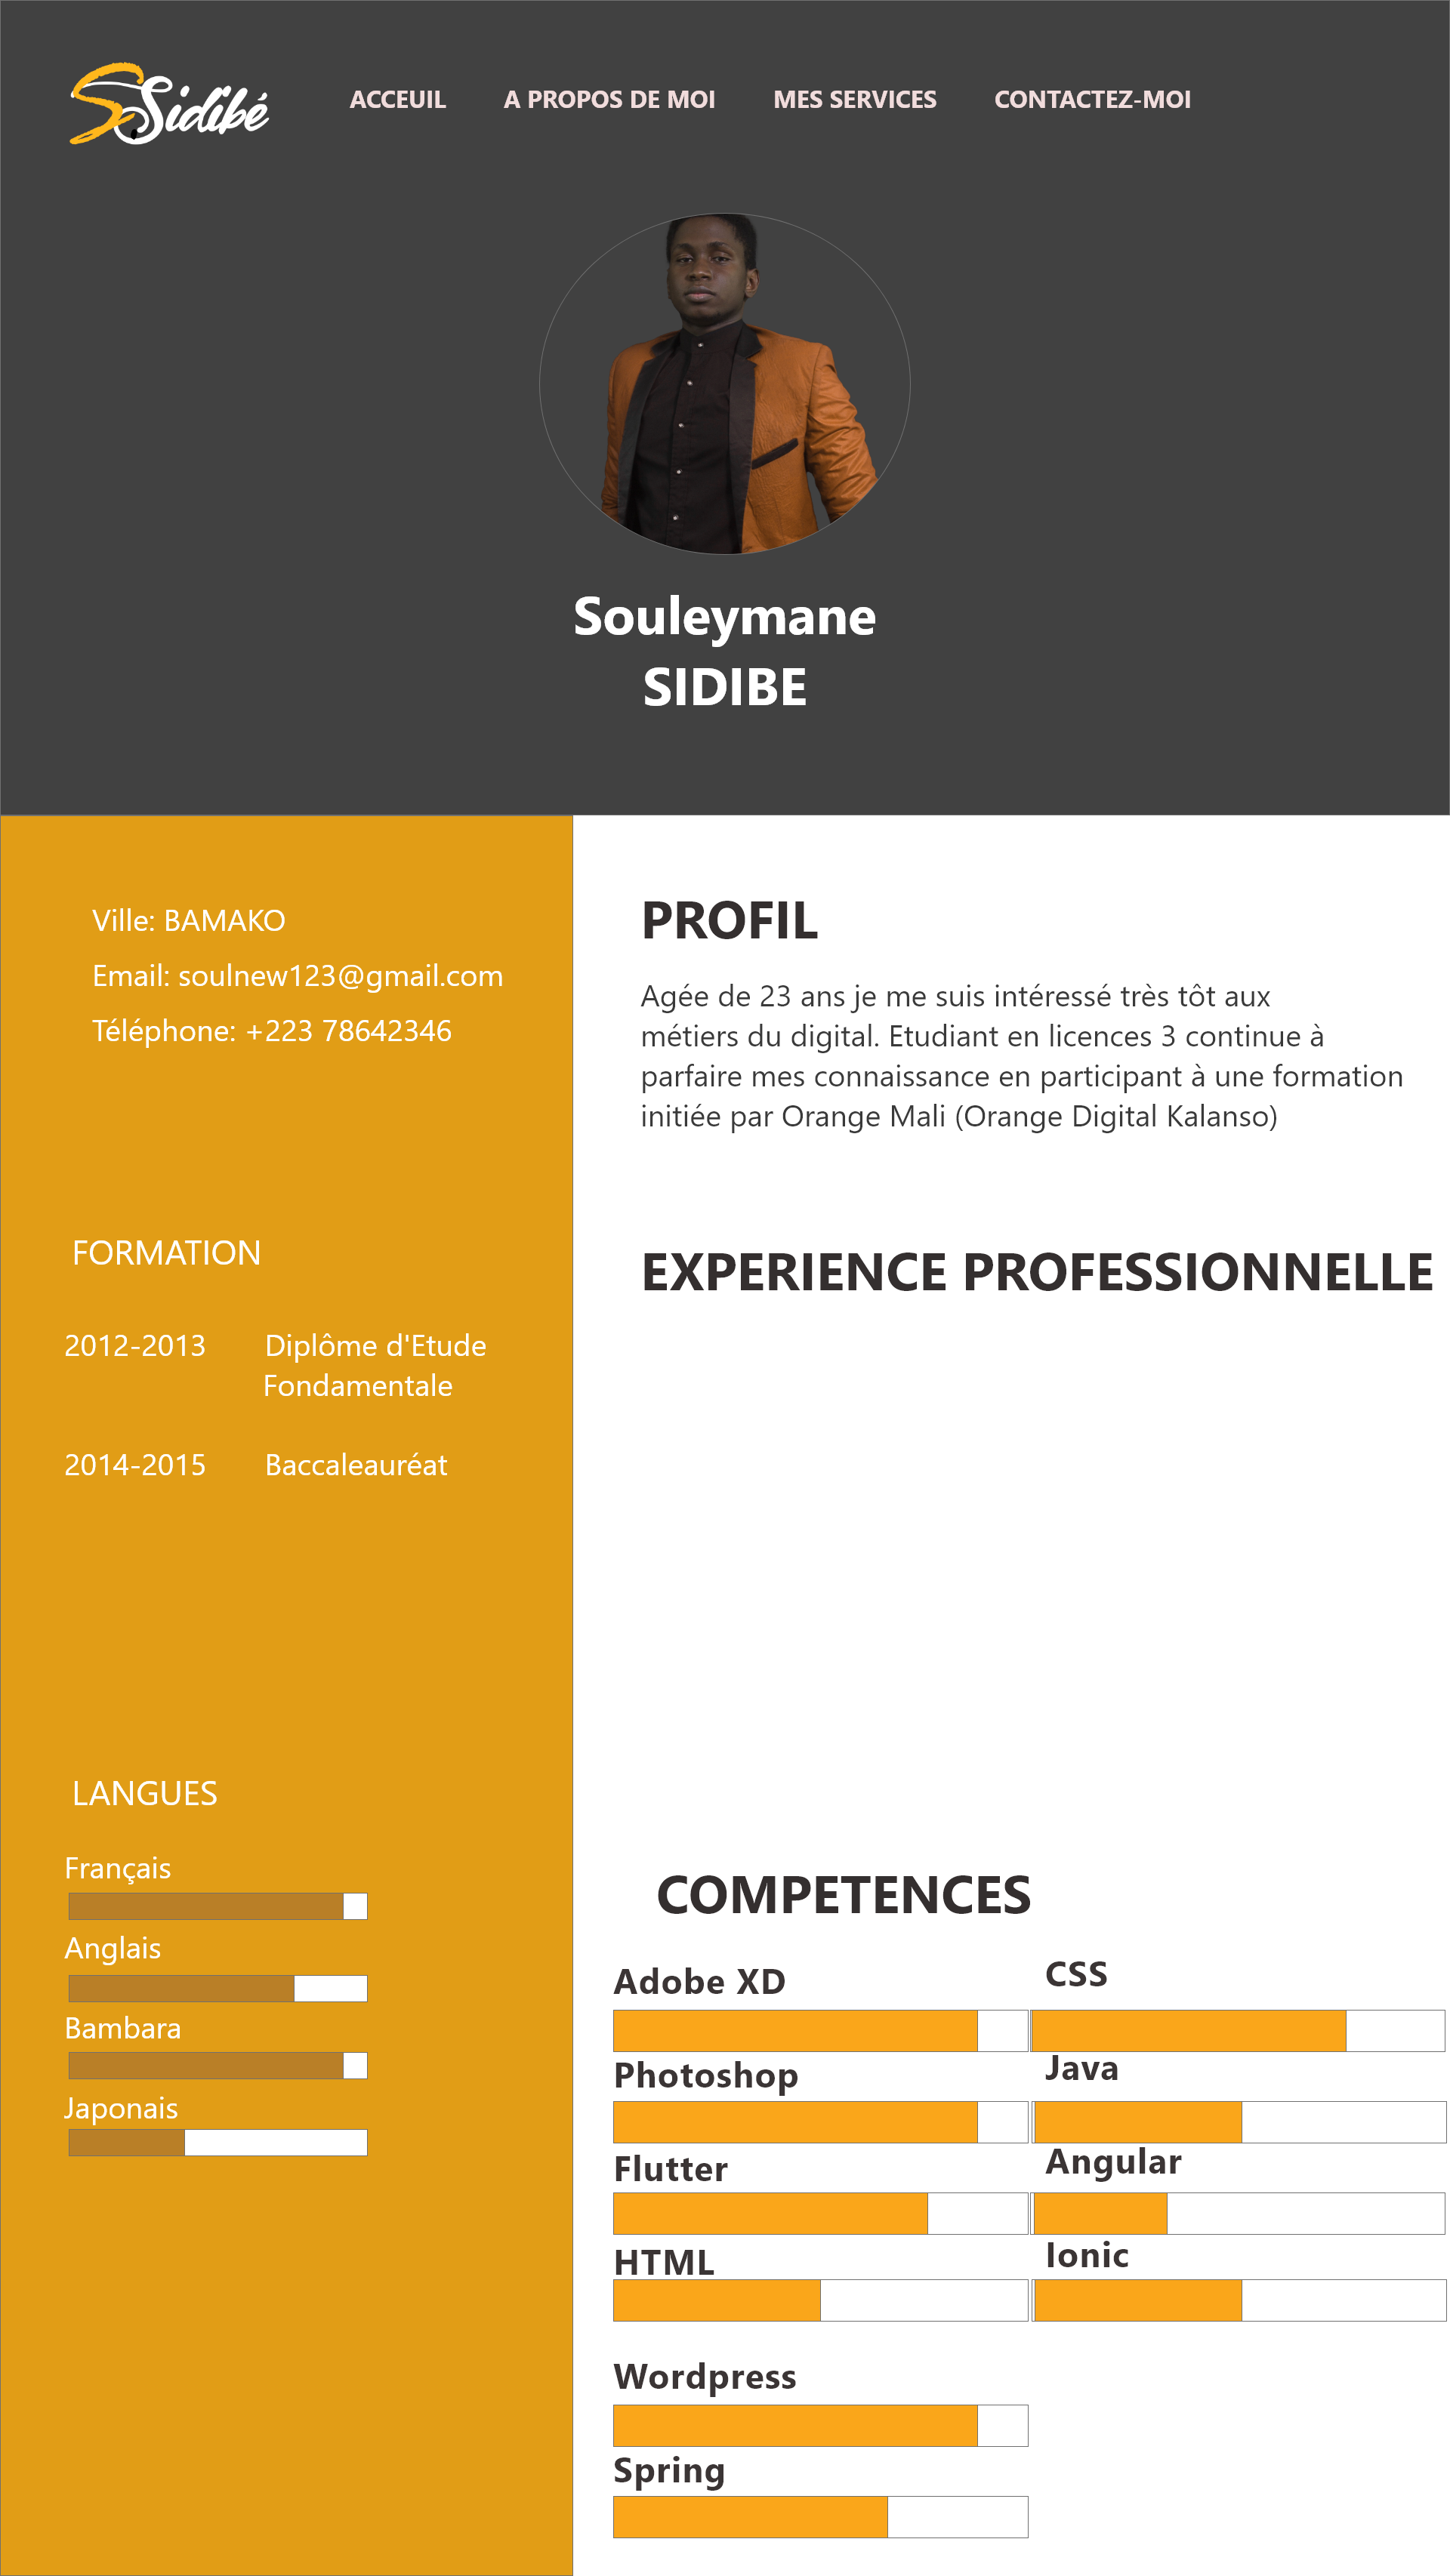 Sidibé
ACCEUIL
A PROPOS DE MOI
MES SERVICES
CONTACTEZ-MOI
Souleymane
SIDIBE
Ville: BAMAKO
Email: soulnew123@gmail.com
Téléphone: +223 78642346
FORMATION
2012-2013 Diplôme d'Etude
Fondamentale
2014-2015 Baccaleauréat
LANGUES
Français
Anglais
Bambara
Japonais
PROFIL
Agée de 23 ans je me suis intéressé très tôt aux
métiers du digital. Etudiant en licences 3 continue à
parfaire mes connaissance en participant à une formation
initiée par Orange Mali (Orange Digital Kalanso)
EXPERIENCE PROFESSIONNELLE
COMPETENCES
Adobe XD
Photoshop
Flutter
HTML
Wordpress
Spring
CSS
Java
Angular
Ionic